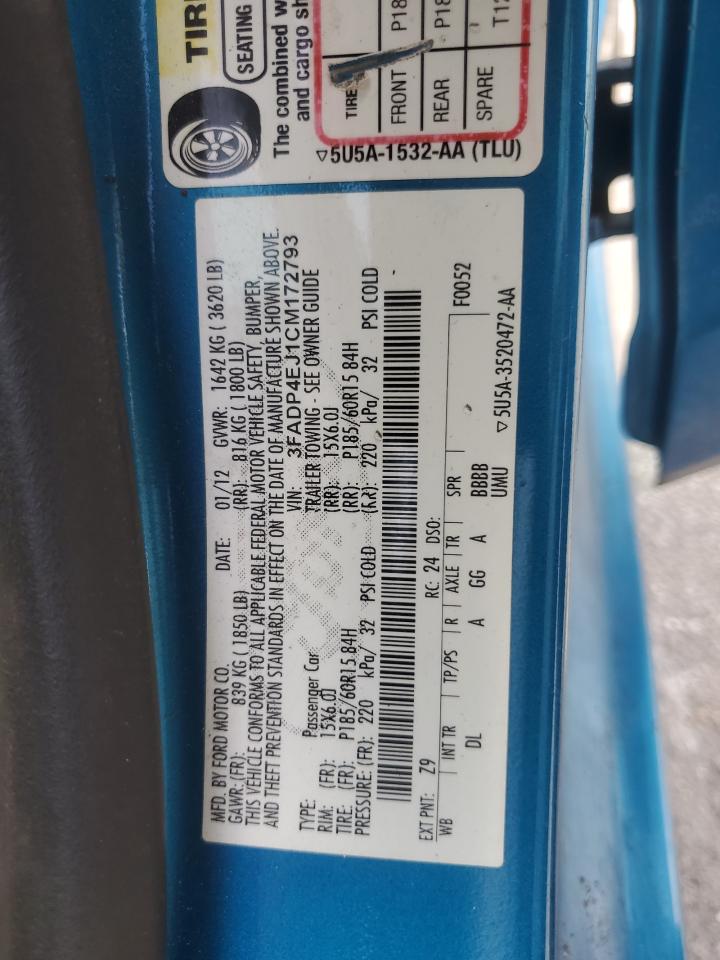 TIRE
SEATING
The combined w
and cargo sh
TIRE
FRONT P18
REAR P18
SPARE T12
▽5U5A-1532-AA (TLU)
MFD. BY FORD MOTOR CO. DATE: 01/12 GVWR: 1642 KG ( 3620 LB)
GAWR: (FR): 839 KG ( 1850 LB) (RR): 816 KG ( 1800 LB)
THIS VEHICLE CONFORMS TO ALL APPLICABLE FEDERAL MOTOR VEHICLE SAFETY, BUMPER,
AND THEFT PREVENTION STANDARDS IN EFFECT ON THE DATE OF MANUFACTURE SHOWN ABOVE.
VIN: 3FADP4EJ1CM172793
TYPE: Passenger Car TRAILER TOWING - SEE OWNER GUIDE
RIM: (FR): 15X6.0J (RR): 15X6.0J
TIRE: (FR): P185/60R15 84H (RR): P185/60R15 84H
PRESSURE: (FR): 220 kPa/ 32 PSI COLD (RR): 220 kPa/ 32 PSI COLD
EXT PNT: Z9 RC: 24 DSO: F0052
WB INT TR TP/PS R AXLE TR SPR
DL A GG A BBBB
UMU
▽5U5A-3520472-AA